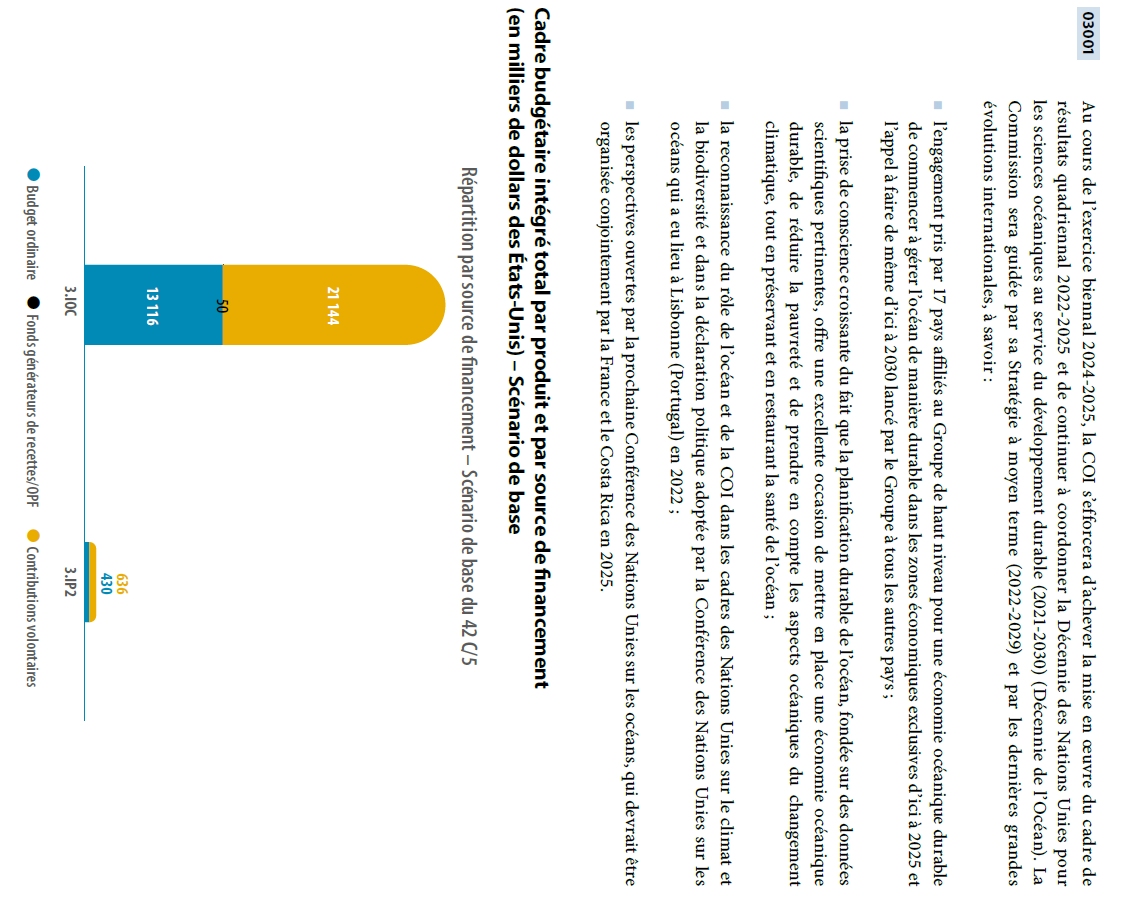 03001
Au cours de l'exercice biennal 2024-2025, la COI s'efforcera d'achever la mise en œuvre du cadre de
résultats quadriennal 2022-2025 et de continuer à coordonner la Décennie des Nations Unies pour
les sciences océaniques au service du développement durable (2021-2030) (Décennie de l'Océan). La
Commission sera guidée par sa Stratégie à moyen terme (2022-2029) et par les dernières grandes
évolutions internationales, à savoir :
■ l'engagement pris par 17 pays affiliés au Groupe de haut niveau pour une économie océanique durable
de commencer à gérer l'océan de manière durable dans les zones économiques exclusives d'ici à 2025 et
l'appel à faire de même d'ici à 2030 lancé par le Groupe à tous les autres pays ;
■ la prise de conscience croissante du fait que la planification durable de l'océan, fondée sur des données
scientifiques pertinentes, offre une excellente occasion de mettre en place une économie océanique
durable, de réduire la pauvreté et de prendre en compte les aspects océaniques du changement
climatique, tout en préservant et en restaurant la santé de l'océan ;
■ la reconnaissance du rôle de l'océan et de la COI dans les cadres des Nations Unies sur le climat et
la biodiversité et dans la déclaration politique adoptée par la Conférence des Nations Unies sur les
océans qui a eu lieu à Lisbonne (Portugal) en 2022 ;
■ les perspectives ouvertes par la prochaine Conférence des Nations Unies sur les océans, qui devrait être
organisée conjointement par la France et le Costa Rica en 2025.
Cadre budgétaire intégré total par produit et par source de financement
(en milliers de dollars des États-Unis) – Scénario de base
Répartition par source de financement – Scénario de base du 42 C/5
21 144
50
13 116
636
430
3.IOC
3.IP2
Budget ordinaire
Fonds générateurs de recettes/OPF
Contributions volontaires